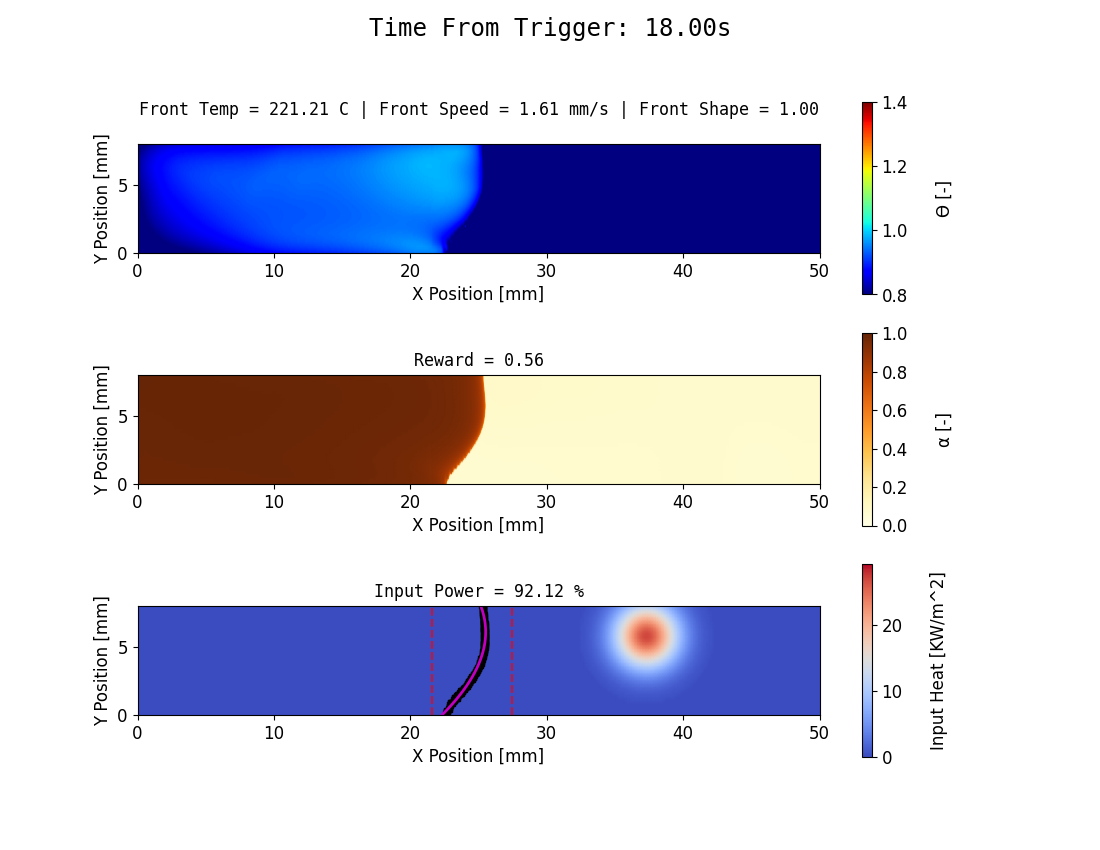 Time From Trigger: 18.00s
Front Temp = 221.21 C | Front Speed = 1.61 mm/s | Front Shape = 1.00
Y Position [mm]
5
0
0 10 20 30 40 50
X Position [mm]
1.4
1.2
1.0
0.8
Θ [-]
Reward = 0.56
Y Position [mm]
5
0
0 10 20 30 40 50
X Position [mm]
1.0
0.8
0.6
0.4
0.2
0.0
α [-]
Input Power = 92.12 %
Y Position [mm]
5
0
0 10 20 30 40 50
X Position [mm]
20
10
0
Input Heat [KW/m^2]